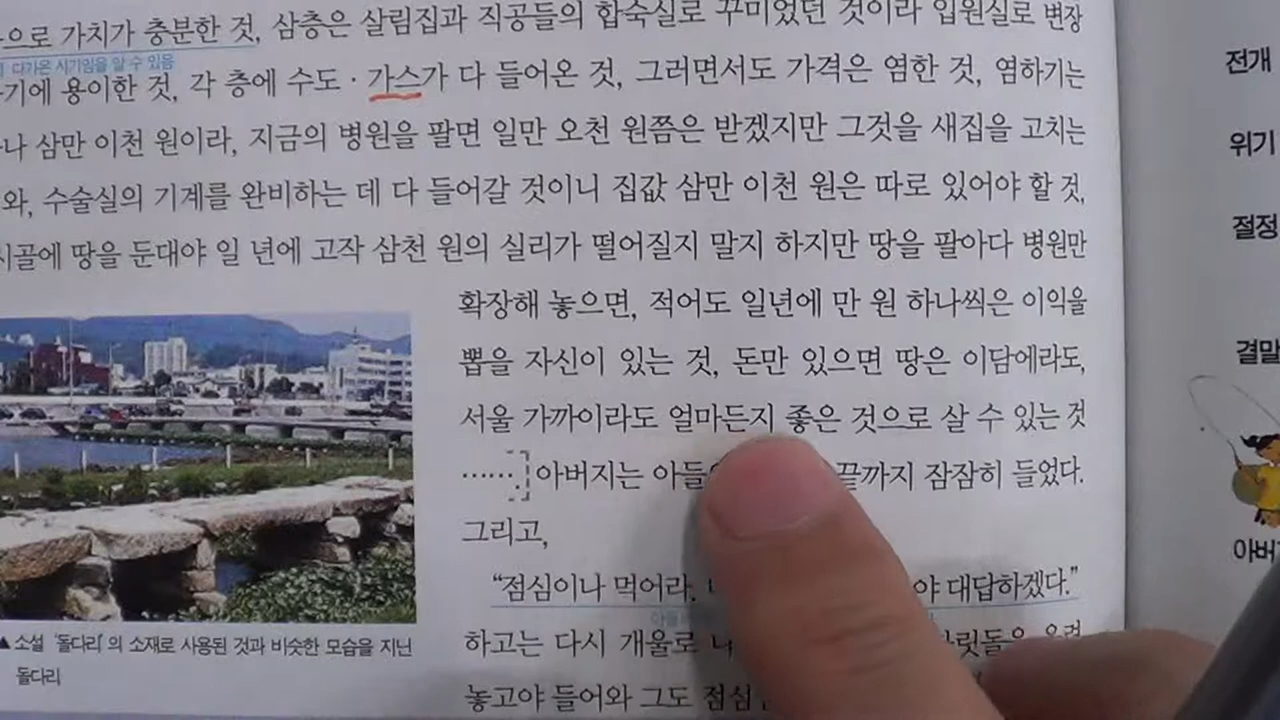 으로 가치가 충분한 것, 삼층은 살림집과 직공들의 합숙실로 꾸미었던 것이라 입원실로 변장
다가온 시기임을 알 수 있음
기에 용이한 것, 각 층에 수도·가스가 다 들어온 것, 그러면서도 가격은 염한 것, 염하기는
나 삼만 이천 원이라, 지금의 병원을 팔면 일만 오천 원쯤은 받겠지만 그것을 새집을 고치는
와, 수술실의 기계를 완비하는 데 다 들어갈 것이니 집값 삼만 이천 원은 따로 있어야 할 것,
시골에 땅을 둔대야 일 년에 고작 삼천 원의 실리가 떨어질지 말지 하지만 땅을 팔아다 병원만
확장해 놓으면, 적어도 일년에 만 원 하나씩은 이익을
뽑을 자신이 있는 것, 돈만 있으면 땅은 이담에라도,
서울 가까이라도 얼마든지 좋은 것으로 살 수 있는 것
……. 아버지는 끝까지 잠잠히 들었다.
그리고,
“점심이나 먹어라. 야 대답하겠다.”
하고는 다시 개울로
놓고야 들어와 그도 점심
▲ 소설 ‘돌다리’의 소재로 사용된 것과 비슷한 모습을 지닌
돌다리
전개
위기
절정
결말
아버